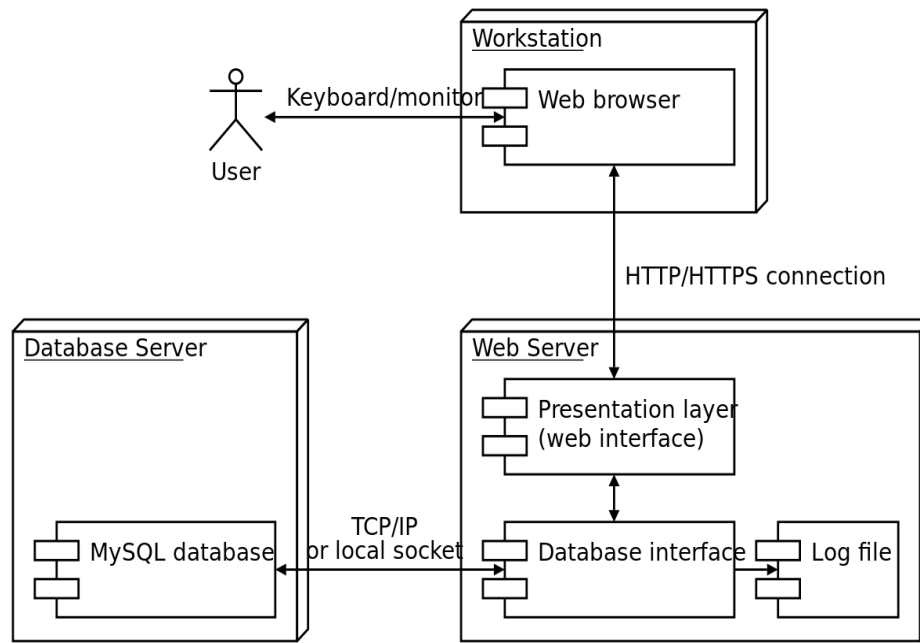 Workstation
Keyboard/monitor
Web browser
User
HTTP/HTTPS connection
Database Server
Web Server
Presentation layer
(web interface)
TCP/IP
or local socket
MySQL database
Database interface
Log file